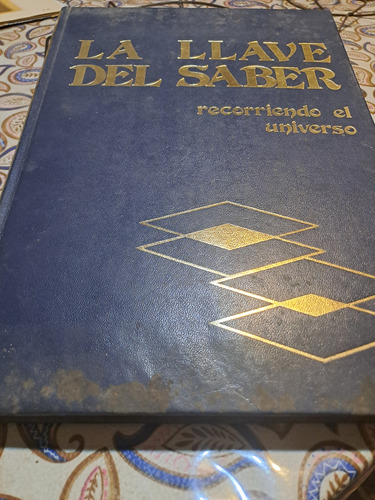 LA LLAVE
DEL SABER
recorriendo el
universo